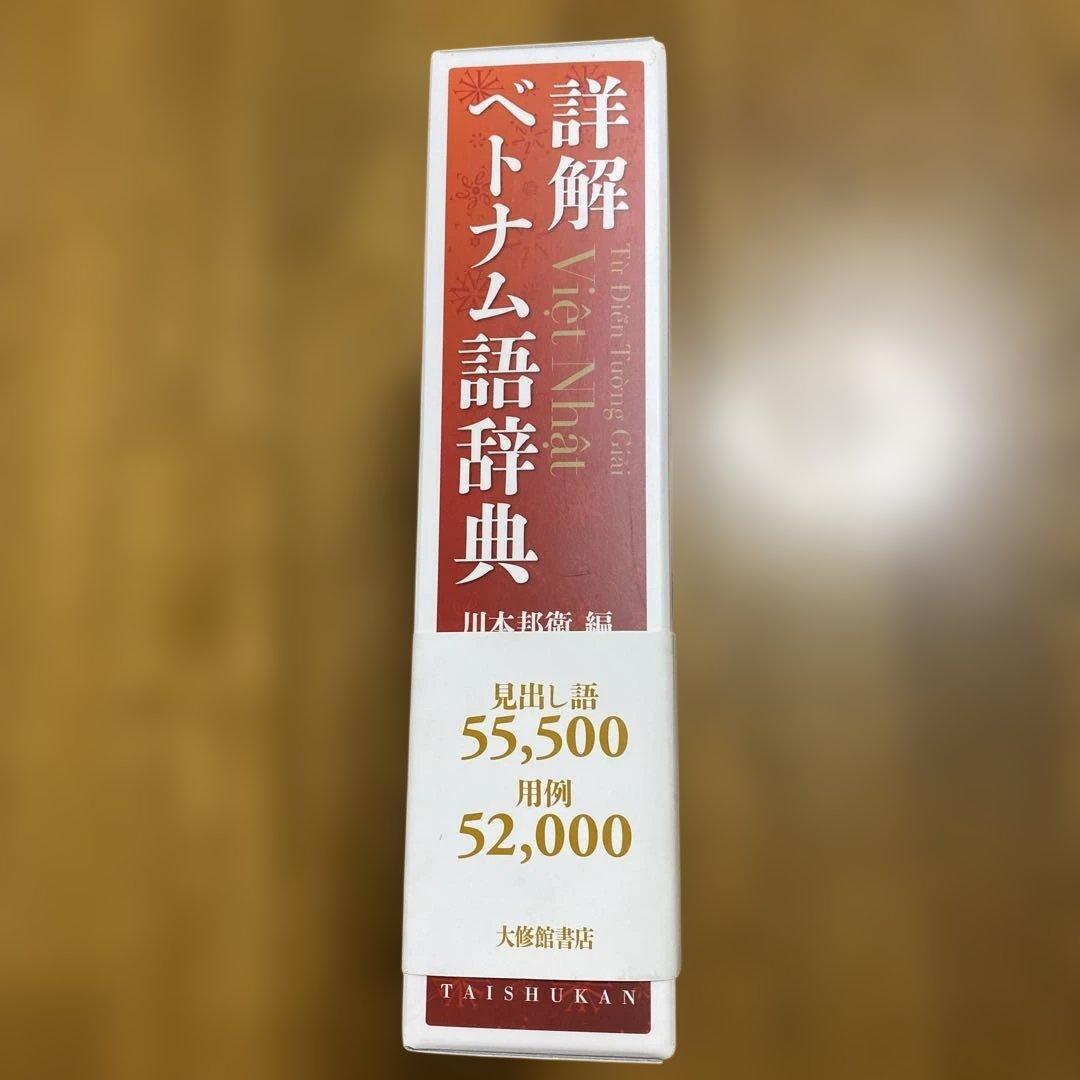 詳解
ベトナム語辞典
Từ Điển Tường Giải
Việt Nhật
川本邦衛 編
見出し語
55,500
用例
52,000
大修館書店
TAISHUKAN